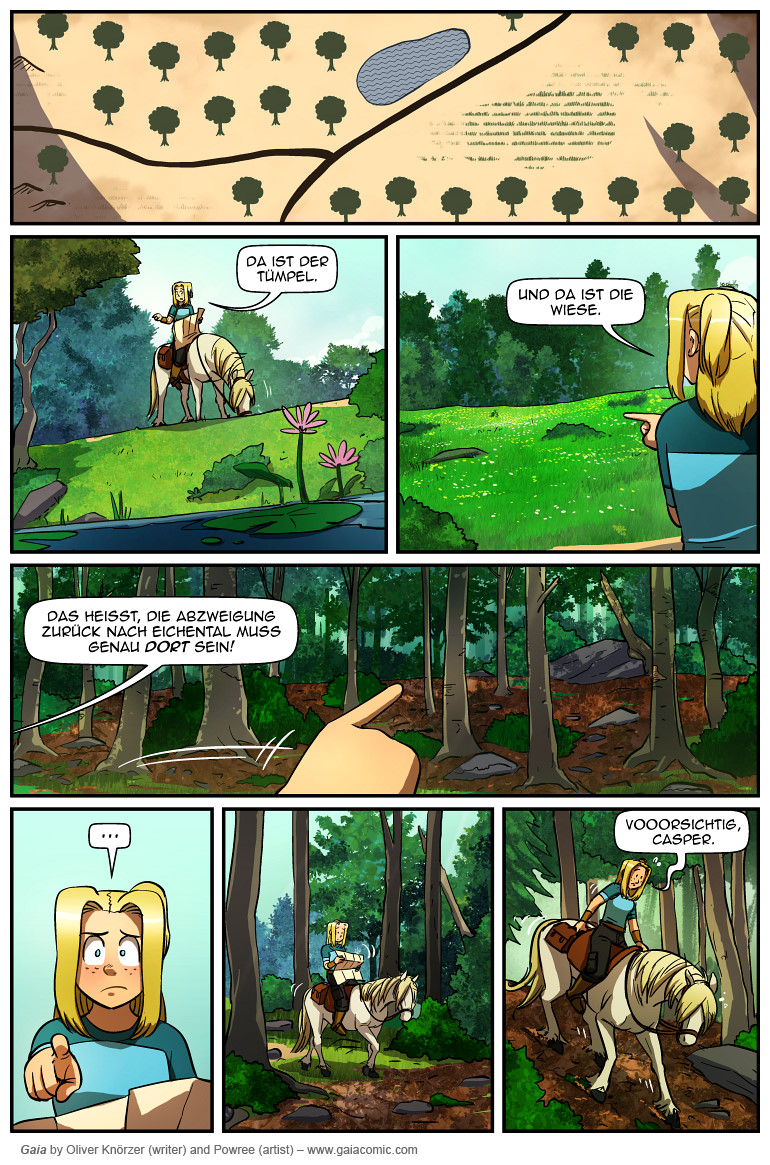 DA IST DER
TÜMPEL.
UND DA IST DIE
WIESE.
DAS HEISST, DIE ABZWEIGUNG
ZURÜCK NACH EICHENTAL MUSS
GENAU DORT SEIN!
...
VOOORSICHTIG,
CASPER.
Gaia by Oliver Knörzer (writer) and Powree (artist) – www.gaiacomic.com